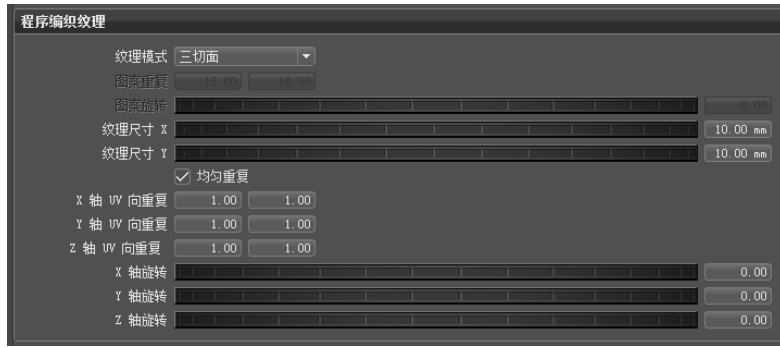 程序编织纹理
纹理模式 三切面
图案重复 16.00 16.00
图案旋转 0.00
纹理尺寸 X 10.00 mm
纹理尺寸 Y 10.00 mm
均匀重复
X 轴 UV 向重复 1.00 1.00
Y 轴 UV 向重复 1.00 1.00
Z 轴 UV 向重复 1.00 1.00
X 轴旋转 0.00
Y 轴旋转 0.00
Z 轴旋转 0.00